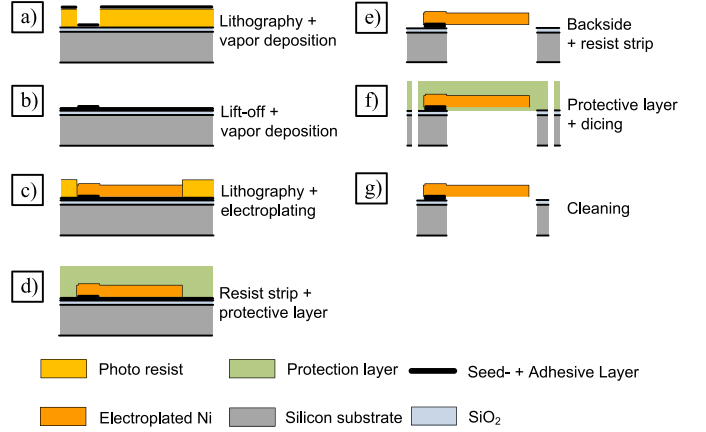 a)
Lithography +
vapor deposition
b)
Lift-off +
vapor deposition
c)
Lithography +
electroplating
d)
Resist strip +
protective layer
e)
Backside
+ resist strip
f)
Protective layer
+ dicing
g)
Cleaning
Photo resist
Protection layer
Seed- + Adhesive Layer
Electroplated Ni
Silicon substrate
SiO₂